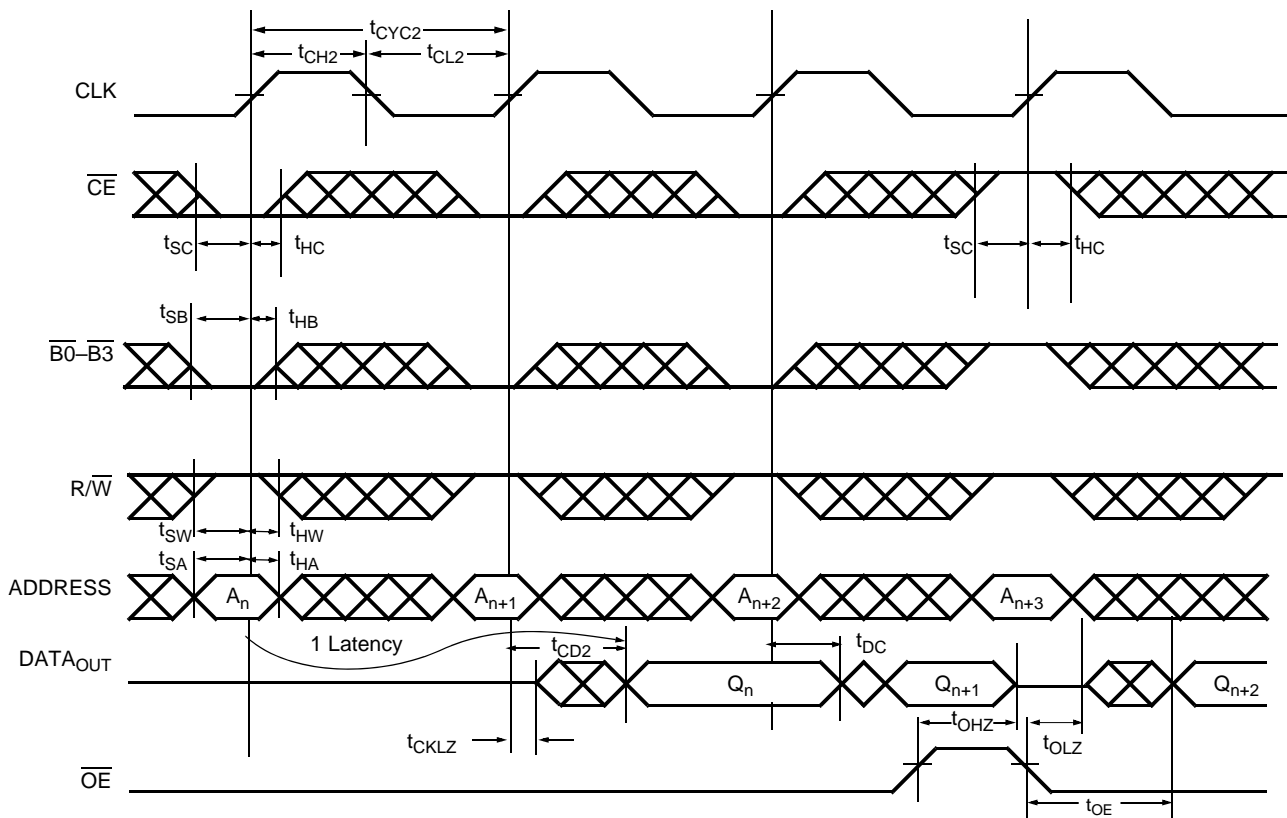 tCYC2
tCH2 tCL2
CLK
CE
tSC tHC tSC tHC
tSB tHB
B0–B3
R/W
tSW tHW
tSA tHA
ADDRESS An An+1 An+2 An+3
1 Latency tCD2 tDC
DATAOUT Qn Qn+1 Qn+2
tOHZ
tCKLZ tOLZ
OE
tOE